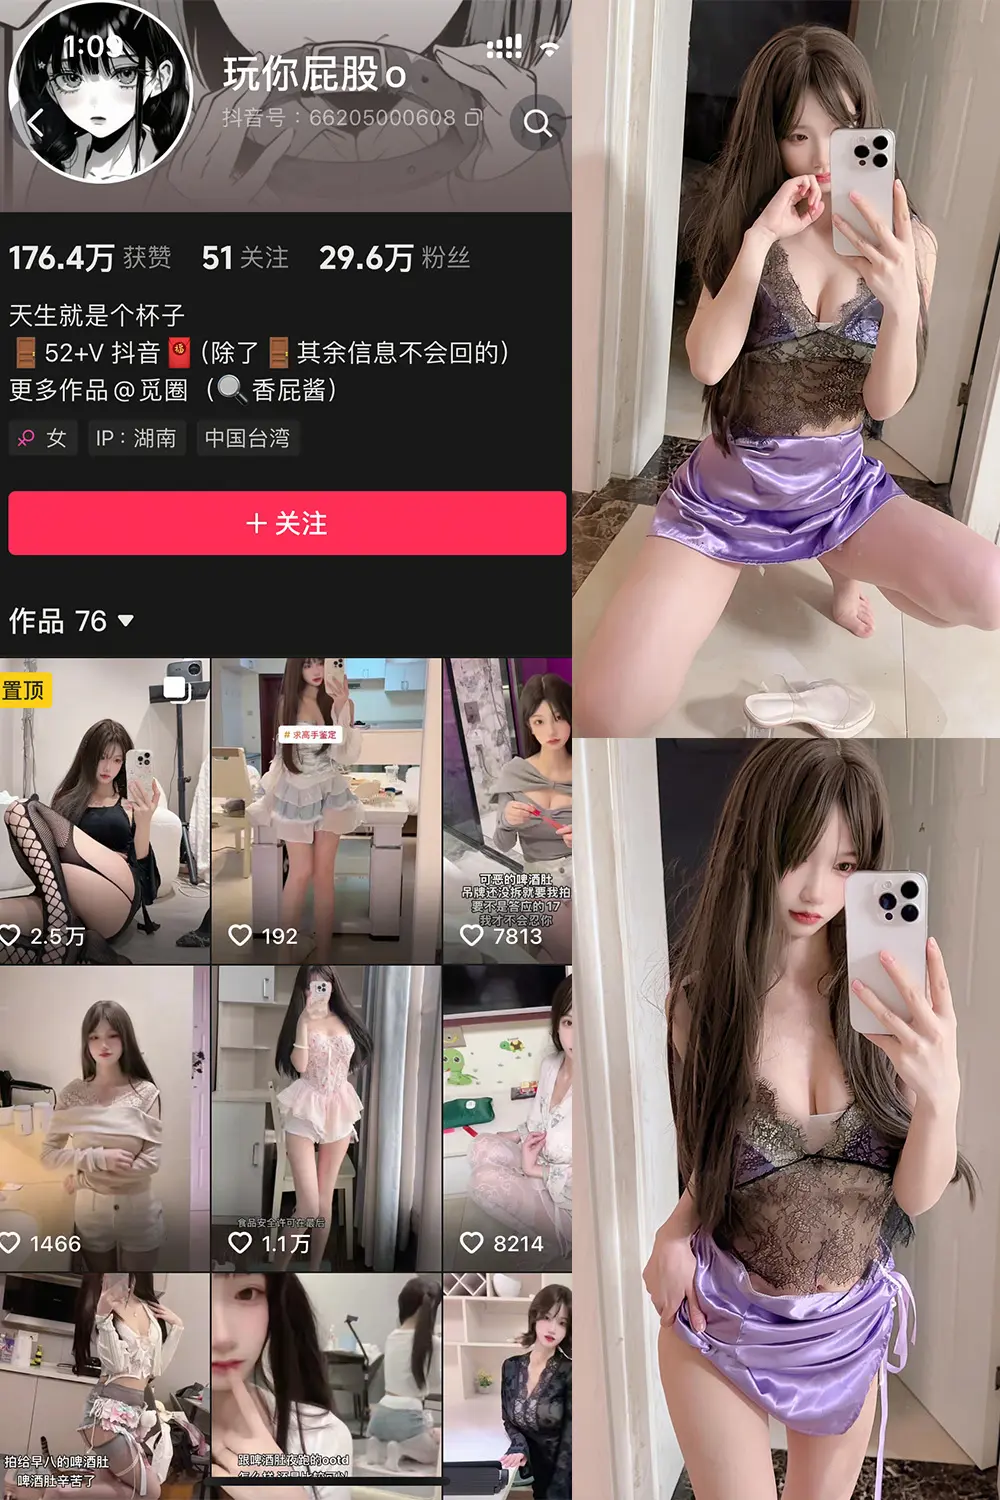 1:09
玩你屁股o
抖音号：66205000608
176.4万 获赞 51 关注 29.6万 粉丝
天生就是个杯子
🚪52+V 抖音🧧（除了🚪其余信息不会回的）
更多作品@觅圈（🔍香屁酱）
女 IP：湖南 中国台湾
＋关注
作品 76
置顶
2.5万
# 求高手鉴定
192
可恶的啤酒肚
吊牌还没拆就要我拍
要不是答应的17
我才不会忍你
7813
1466
食品安全许可在最后
1.1万
8214
拍给早八的啤酒肚
啤酒肚辛苦了
跟啤酒肚夜跑的ootd